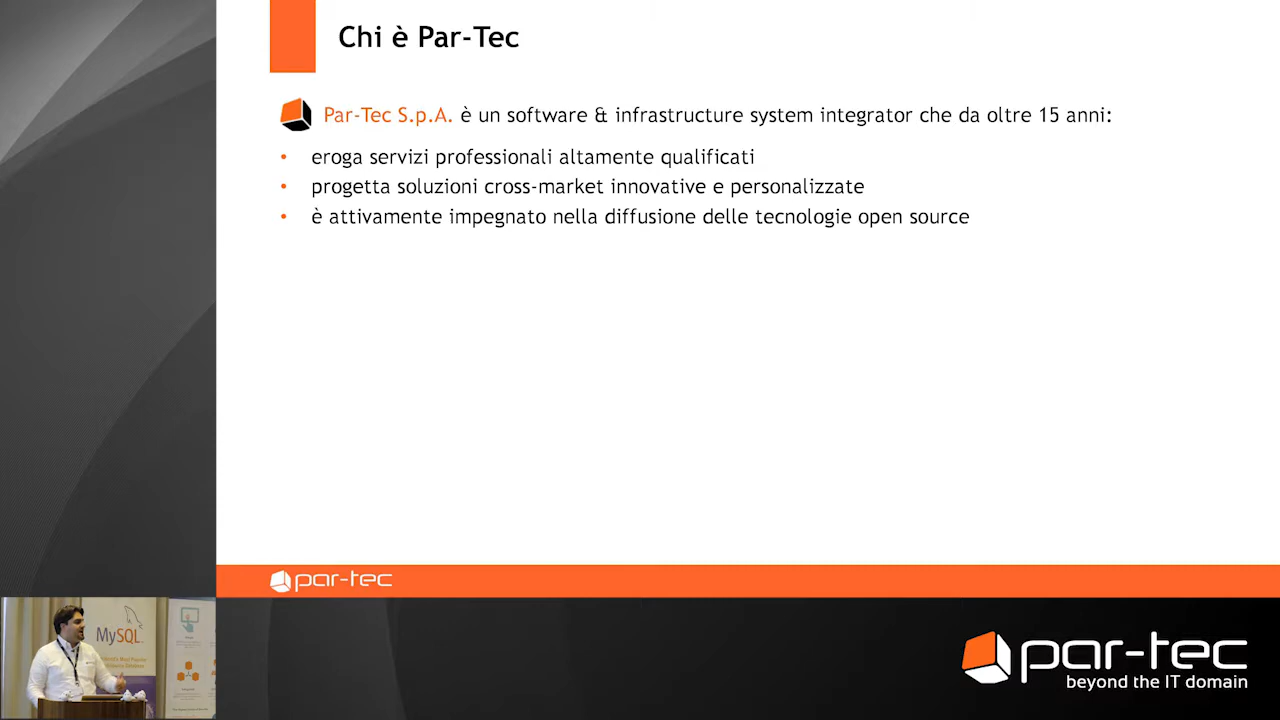 Chi è Par-Tec
Par-Tec S.p.A. è un software & infrastructure system integrator che da oltre 15 anni:
• eroga servizi professionali altamente qualificati
• progetta soluzioni cross-market innovative e personalizzate
• è attivamente impegnato nella diffusione delle tecnologie open source
par-tec
MySQL
par-tec
beyond the IT domain